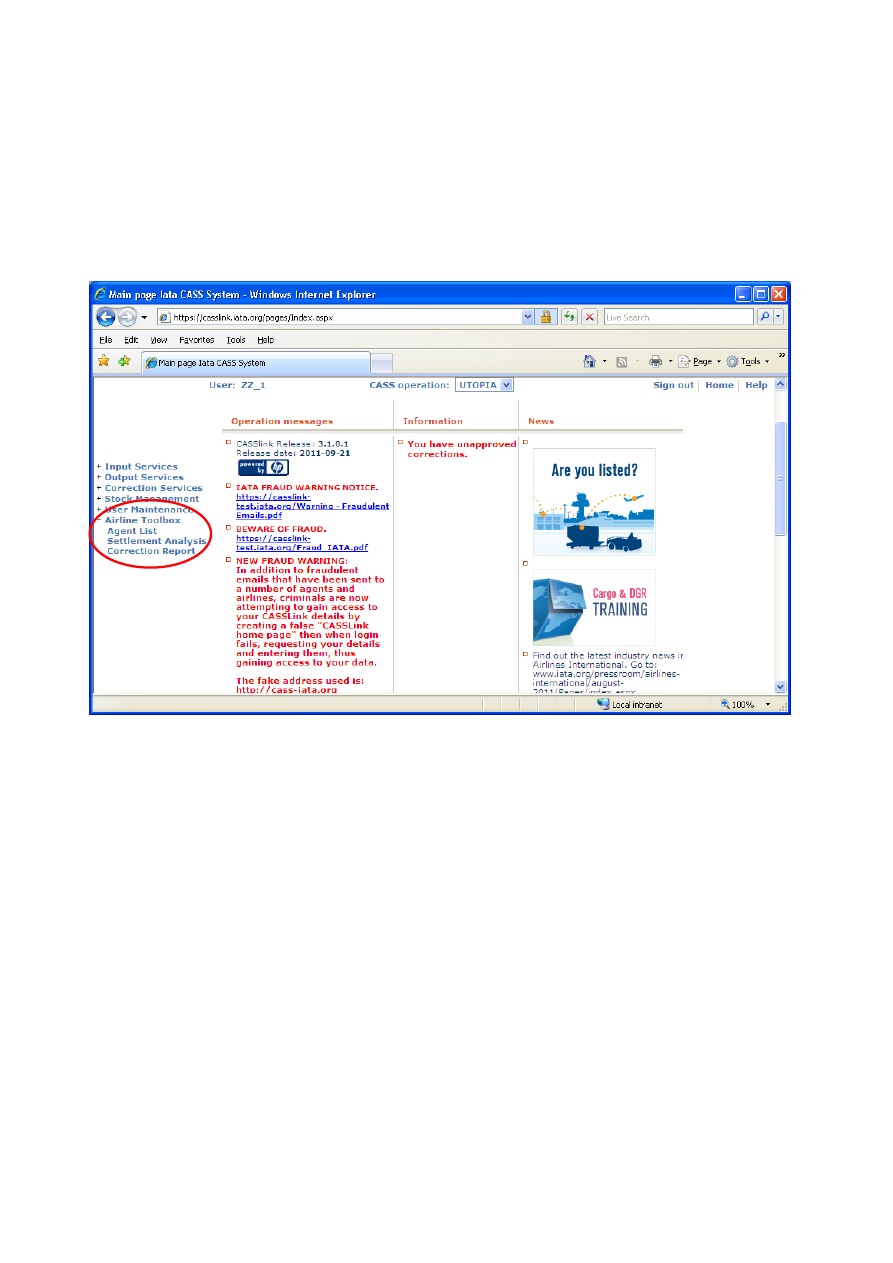 Main page Iata CASS System - Windows Internet Explorer
https://casslink.iata.org/pages/Index.aspx
Live Search
File Edit View Favorites Tools Help
Main page Iata CASS System
Page Tools »
User: ZZ_1 CASS operation: UTOPIA Sign out | Home | Help
+ Input Services
+ Output Services
+ Correction Services
+ Stock Management
+ User Maintenance
− Airline Toolbox
Agent List
Settlement Analysis
Correction Report
Operation messages
CASSlink Release: 3.1.0.1
Release date: 2011-09-21
powered
by hp
IATA FRAUD WARNING NOTICE.
https://casslink-
test.iata.org/Warning - Fraudulent
Emails.pdf
BEWARE OF FRAUD.
https://casslink-
test.iata.org/Fraud_IATA.pdf
NEW FRAUD WARNING:
In addition to fraudulent
emails that have been sent to
a number of agents and
airlines, criminals are now
attempting to gain access to
your CASSLink details by
creating a false "CASSLink
home page" then when login
fails, requesting your details
and entering them, thus
gaining access to your data.
The fake address used is:
http://cass-iata.org
Information
You have unapproved
corrections.
News
Are you listed?
Cargo & DGR
TRAINING
Find out the latest industry news in
Airlines International. Go to:
www.iata.org/pressroom/airlines-
international/august-
2011/Pages/index.aspx
Local intranet 100%